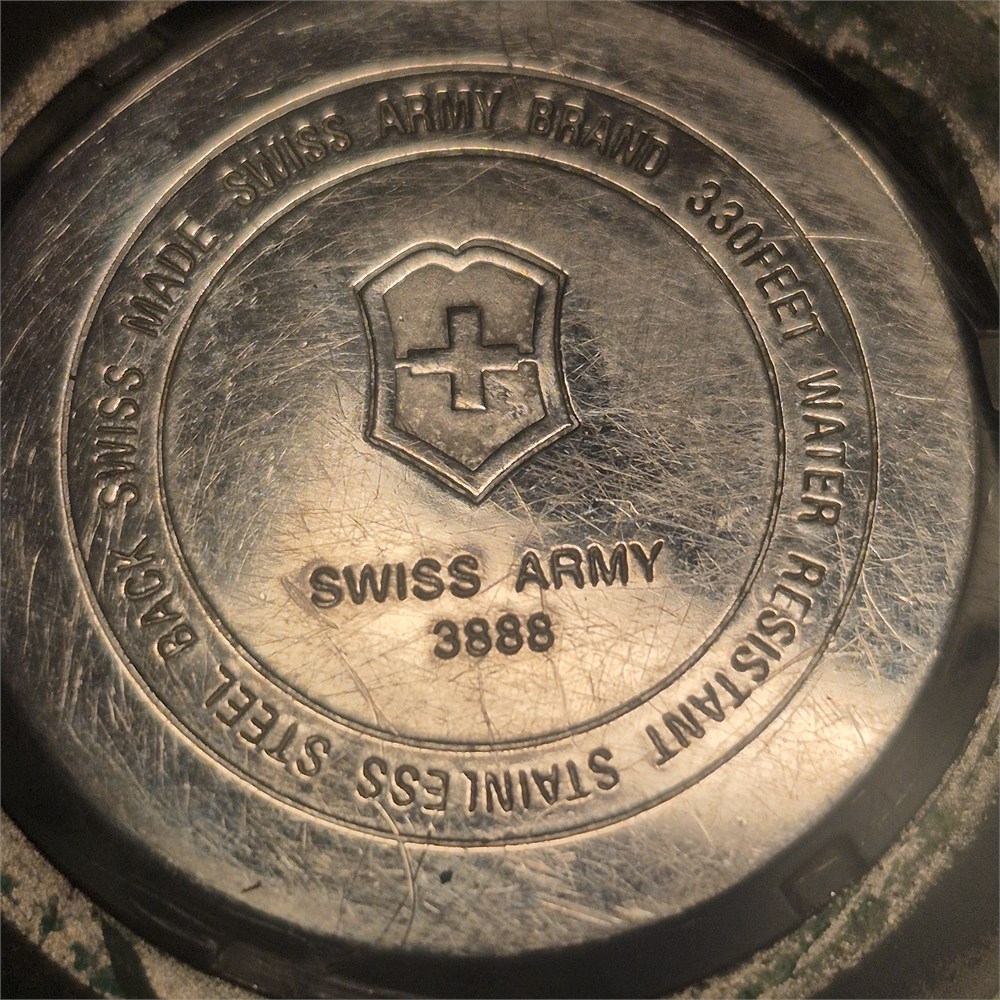 SWISS MADE SWISS ARMY BRAND 330FEET WATER RESISTANT STAINLESS STEEL BACK
SWISS ARMY
3888